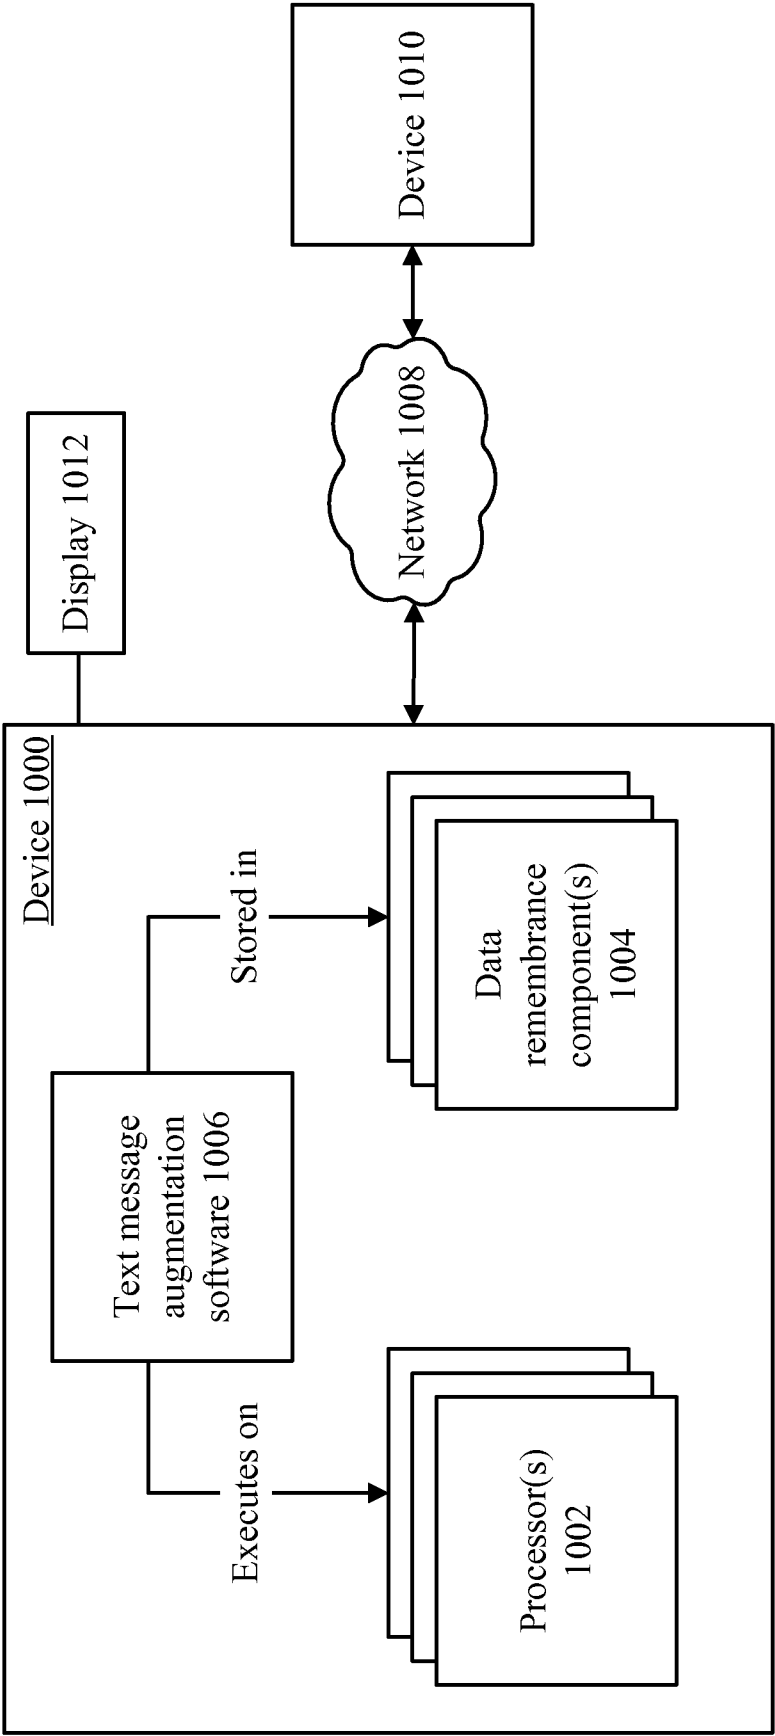 Device 1000
Text message
augmentation
software 1006
Executes on
Stored in
Processor(s)
1002
Data
remembrance
component(s)
1004
Display 1012
Network 1008
Device 1010